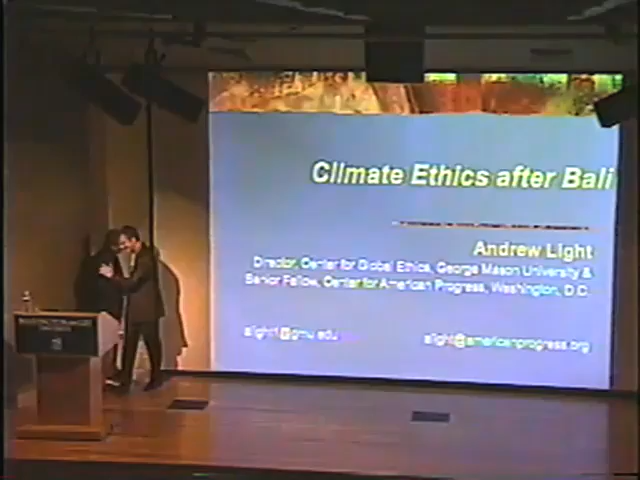 Climate Ethics after Bali
Andrew Light
Director, Center for Global Ethics, George Mason University &
Senior Fellow, Center for American Progress, Washington, D.C.
alight1@gmu.edu
alight@americanprogress.org